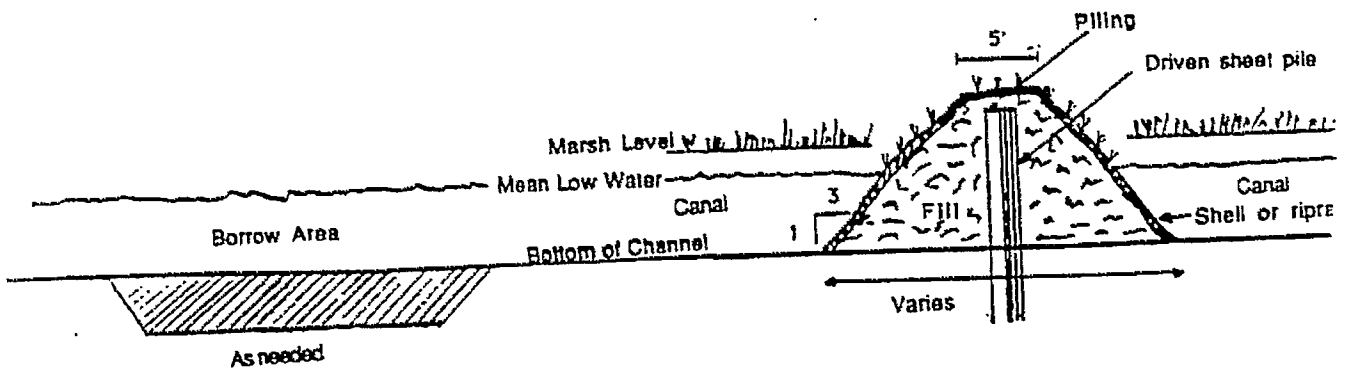 Piling
5'
Driven sheet pile
Marsh Level
Mean Low Water
Canal
3
1
Fill
Canal
Shell or ripra
Borrow Area
Bottom of Channel
Varies
As needed